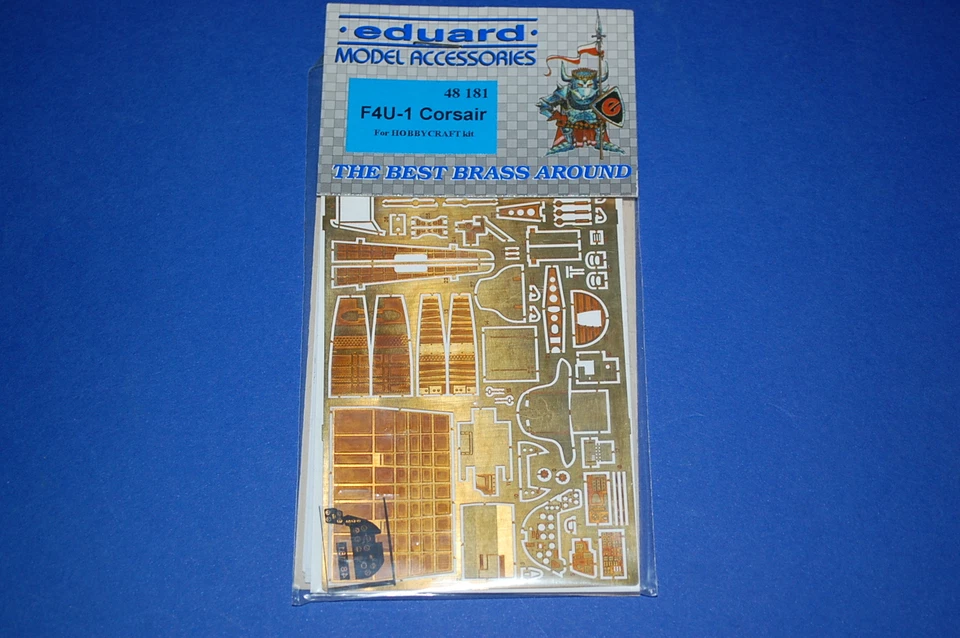 eduard
MODEL ACCESSORIES
48 181
F4U-1 Corsair
For HOBBYCRAFT kit
THE BEST BRASS AROUND